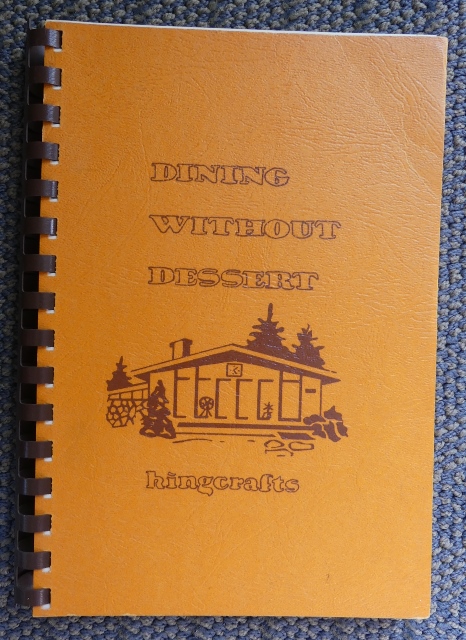 DINING
WITHOUT
DESSERT
K
hingcrafts